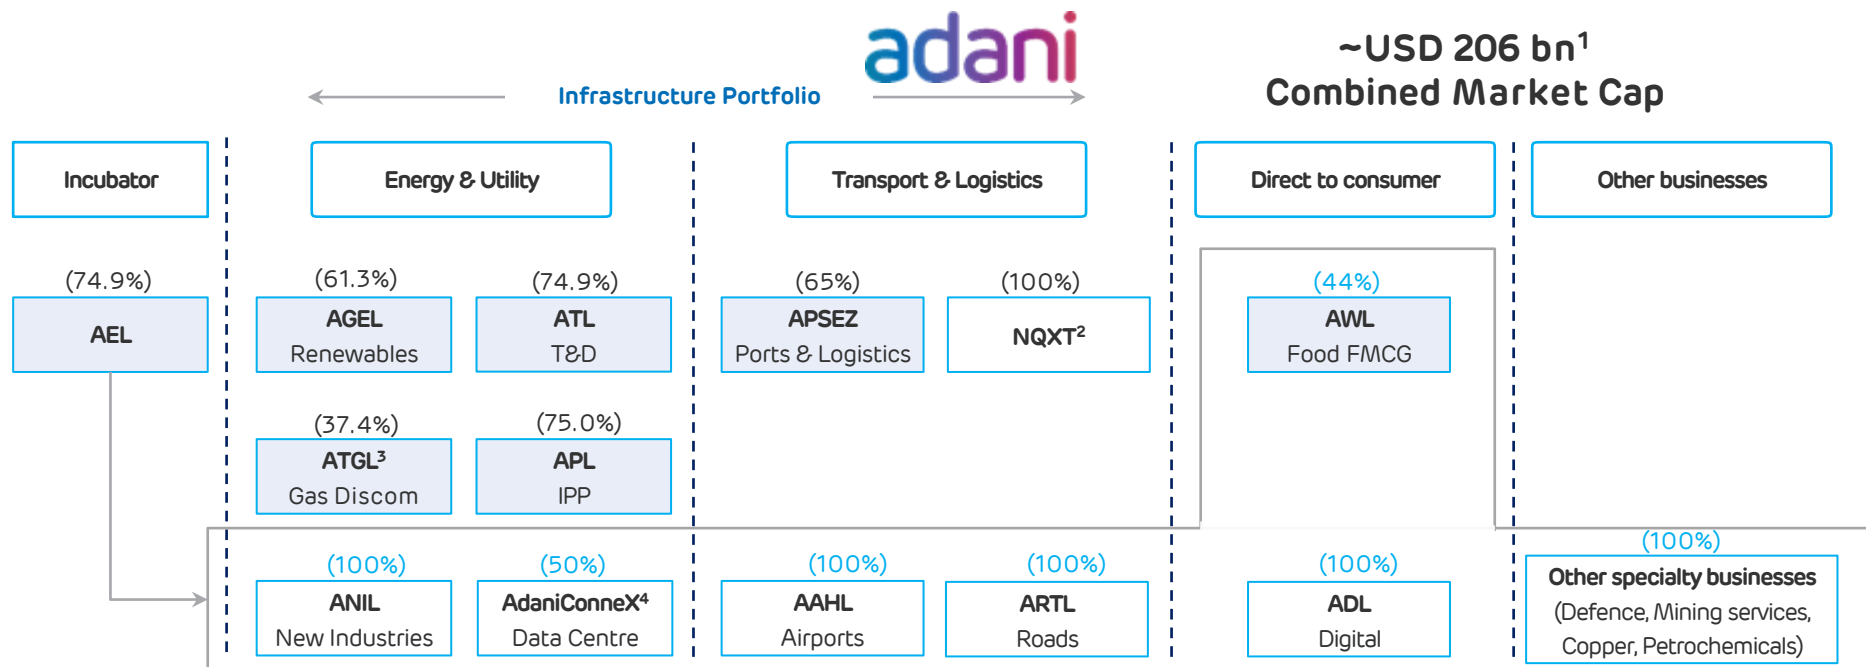 adani
~USD 206 bn¹
Combined Market Cap
Infrastructure Portfolio
Incubator
Energy & Utility
Transport & Logistics
Direct to consumer
Other businesses
(74.9%)
AEL
(61.3%)
AGEL
Renewables
(74.9%)
ATL
T&D
(65%)
APSEZ
Ports & Logistics
(100%)
NQXT²
(44%)
AWL
Food FMCG
(37.4%)
ATGL³
Gas Discom
(75.0%)
APL
IPP
(100%)
ANIL
New Industries
(50%)
AdaniConneX⁴
Data Centre
(100%)
AAHL
Airports
(100%)
ARTL
Roads
(100%)
ADL
Digital
(100%)
Other specialty businesses
(Defence, Mining services,
Copper, Petrochemicals)